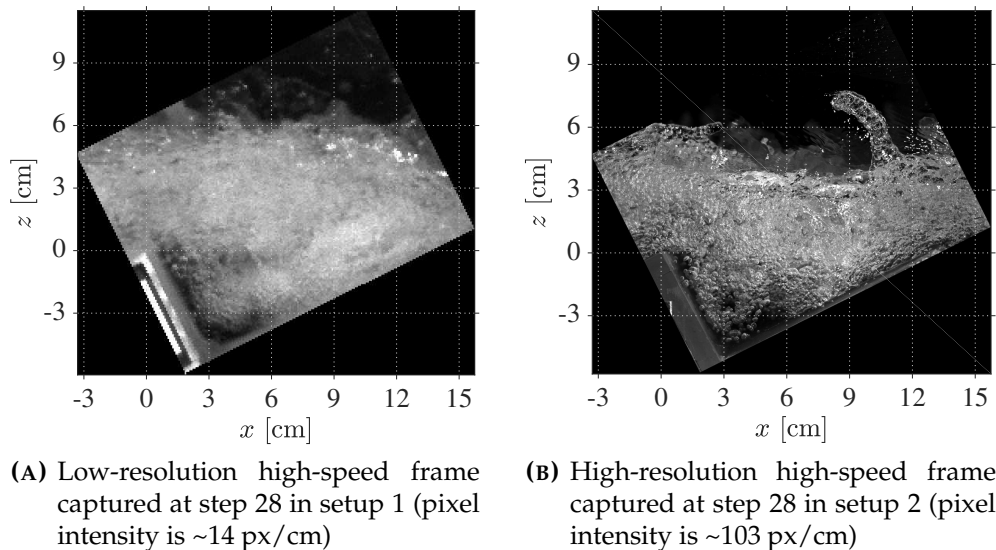 9
6
3
0
-3
z [cm]
-3 0 3 6 9 12 15
x [cm]
(A) Low-resolution high-speed frame
captured at step 28 in setup 1 (pixel
intensity is ~14 px/cm)
9
6
3
0
-3
z [cm]
-3 0 3 6 9 12 15
x [cm]
(B) High-resolution high-speed frame
captured at step 28 in setup 2 (pixel
intensity is ~103 px/cm)